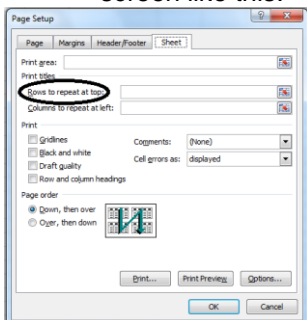 screen like this:
Page Setup
Page Margins Header/Footer Sheet
Print area:
Print titles
Rows to repeat at top:
Columns to repeat at left:
Print
Gridlines
Black and white
Draft quality
Row and column headings
Comments: (None)
Cell errors as: displayed
Page order
Down, then over
Over, then down
Print... Print Preview Options...
OK Cancel